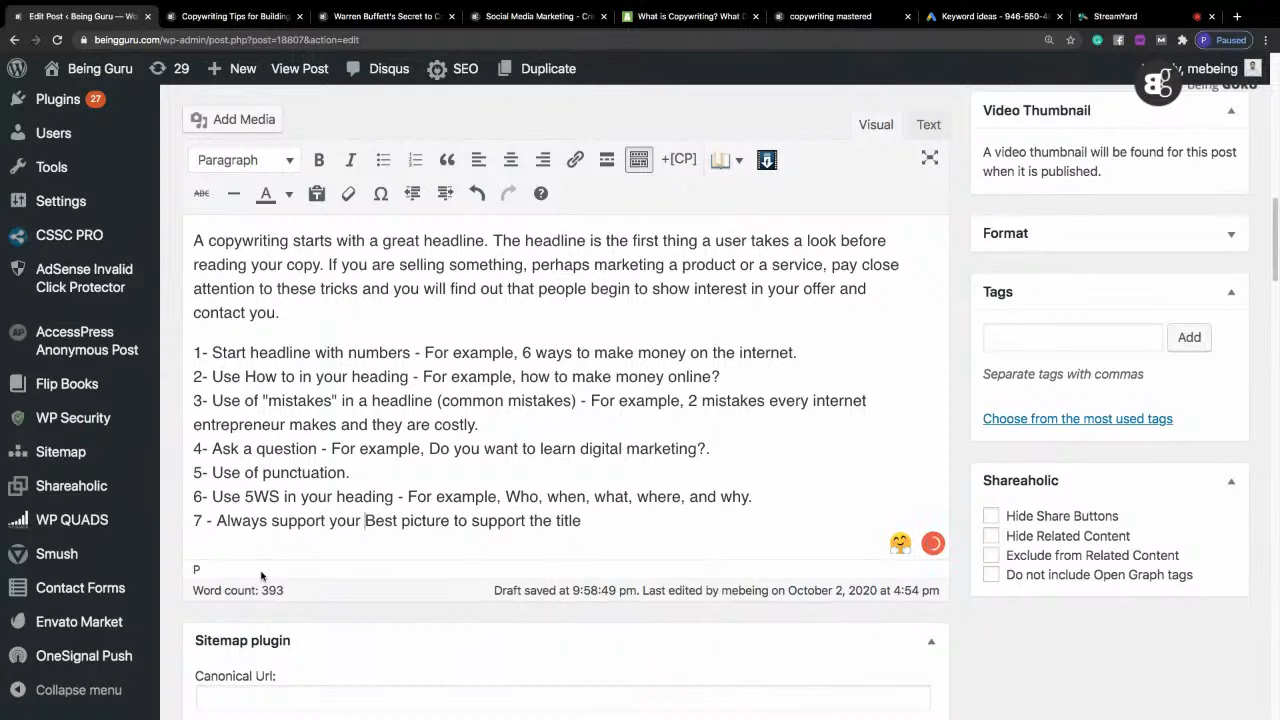 Edit Post ‹ Being Guru — Wo
Copywriting Tips for Building
Warren Buffett's Secret to C
Social Media Marketing - Cre
What is Copywriting? What D
copywriting mastered
Keyword ideas - 946-550-4
StreamYard
beingguru.com/wp-admin/post.php?post=18807&action=edit
P Paused
Being Guru 29 + New View Post Disqus SEO Duplicate
y, mebeing
bg
being GURU
Plugins 27
Users
Tools
Settings
CSSC PRO
AdSense Invalid
Click Protector
AP
AccessPress
Anonymous Post
Flip Books
WP Security
Sitemap
Shareaholic
WP QUADS
Smush
Contact Forms
Envato Market
OneSignal Push
Collapse menu
Add Media
Visual Text
Paragraph
B I +[CP]
ABC A Ω
A copywriting starts with a great headline. The headline is the first thing a user takes a look before
reading your copy. If you are selling something, perhaps marketing a product or a service, pay close
attention to these tricks and you will find out that people begin to show interest in your offer and
contact you.
1- Start headline with numbers - For example, 6 ways to make money on the internet.
2- Use How to in your heading - For example, how to make money online?
3- Use of "mistakes" in a headline (common mistakes) - For example, 2 mistakes every internet
entrepreneur makes and they are costly.
4- Ask a question - For example, Do you want to learn digital marketing?.
5- Use of punctuation.
6- Use 5WS in your heading - For example, Who, when, what, where, and why.
7 - Always support your Best picture to support the title
P
Word count: 393
Draft saved at 9:58:49 pm. Last edited by mebeing on October 2, 2020 at 4:54 pm
Sitemap plugin
Canonical Url:
Video Thumbnail
A video thumbnail will be found for this post
when it is published.
Format
Tags
Add
Separate tags with commas
Choose from the most used tags
Shareaholic
Hide Share Buttons
Hide Related Content
Exclude from Related Content
Do not include Open Graph tags